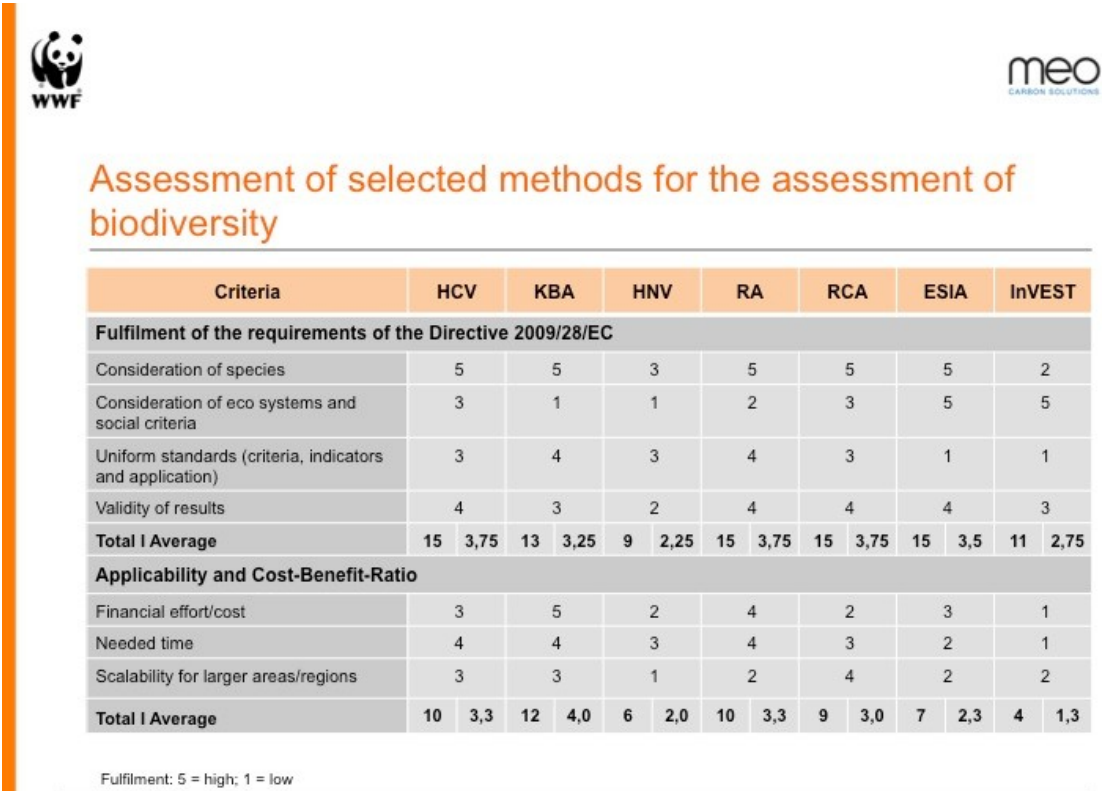 WWF
meo
CARBON SOLUTIONS
Assessment of selected methods for the assessment of
biodiversity
Criteria HCV KBA HNV RA RCA ESIA InVEST
Fulfilment of the requirements of the Directive 2009/28/EC
Consideration of species 5 5 3 5 5 5 2
Consideration of eco systems and
social criteria 3 1 1 2 3 5 5
Uniform standards (criteria, indicators
and application) 3 4 3 4 3 1 1
Validity of results 4 3 2 4 4 4 3
Total I Average 15 3,75 13 3,25 9 2,25 15 3,75 15 3,75 15 3,5 11 2,75
Applicability and Cost-Benefit-Ratio
Financial effort/cost 3 5 2 4 2 3 1
Needed time 4 4 3 4 3 2 1
Scalability for larger areas/regions 3 3 1 2 4 2 2
Total I Average 10 3,3 12 4,0 6 2,0 10 3,3 9 3,0 7 2,3 4 1,3
Fulfilment: 5 = high; 1 = low